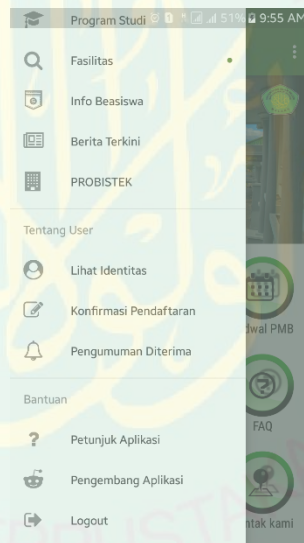 Program Studi 51% 9:55 AM
Fasilitas
Info Beasiswa
Berita Terkini
PROBISTEK
Tentang User
Lihat Identitas
Konfirmasi Pendaftaran
dwal PMB
Pengumuman Diterima
Bantuan
FAQ
Petunjuk Aplikasi
Pengembang Aplikasi
Logout
ntak kami